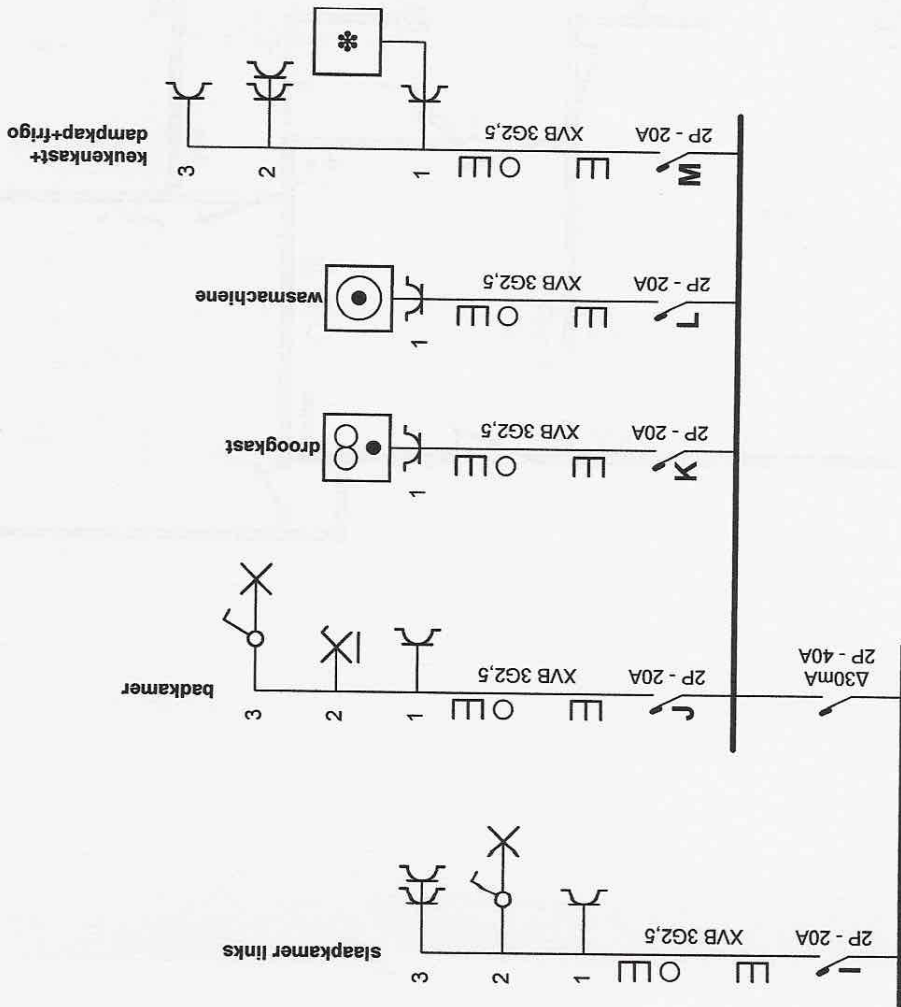 I
2P - 20A
XVB 3G2,5
1
2
3
slaapkamer links
Δ30mA
2P - 40A
J
2P - 20A
XVB 3G2,5
1
2
3
badkamer
K
2P - 20A
XVB 3G2,5
1
droogkast
L
2P - 20A
XVB 3G2,5
1
wasmachiene
M
2P - 20A
XVB 3G2,5
1
2
3
keukenkast+
dampkap+frigo